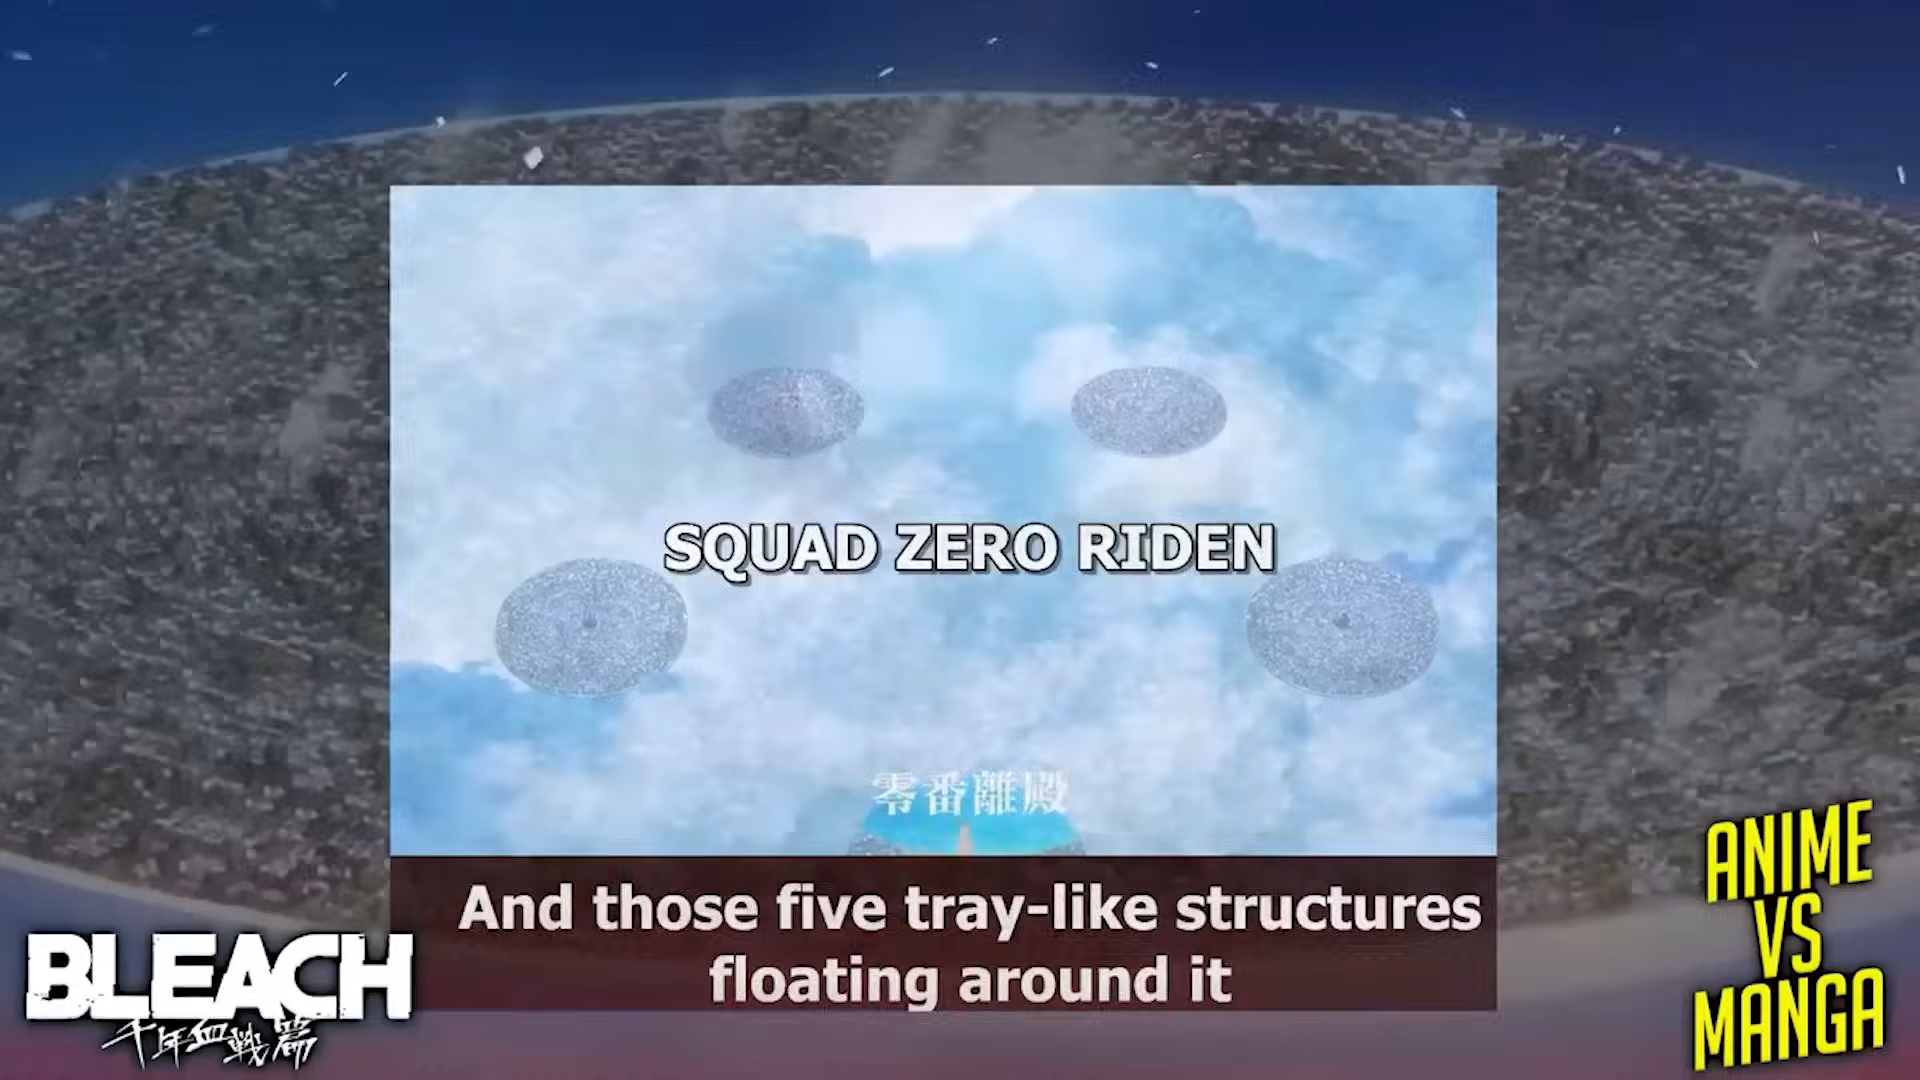 SQUAD ZERO RIDEN
零番離殿
And those five tray-like structures
floating around it
BLEACH
千年血戦篇
ANIME
VS
MANGA